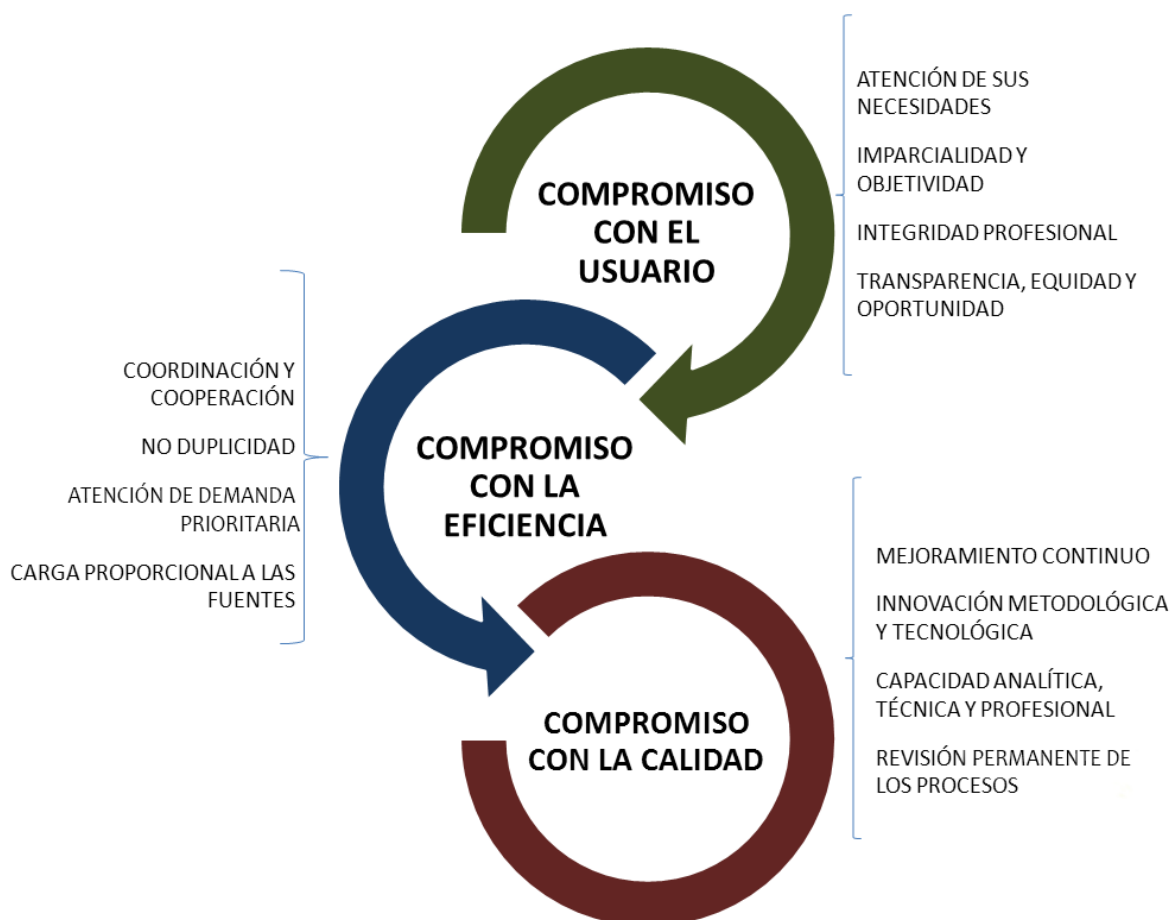 COMPROMISO
CON EL
USUARIO
ATENCIÓN DE SUS
NECESIDADES
IMPARCIALIDAD Y
OBJETIVIDAD
INTEGRIDAD PROFESIONAL
TRANSPARENCIA, EQUIDAD Y
OPORTUNIDAD
COMPROMISO
CON LA
EFICIENCIA
COORDINACIÓN Y
COOPERACIÓN
NO DUPLICIDAD
ATENCIÓN DE DEMANDA
PRIORITARIA
CARGA PROPORCIONAL A LAS
FUENTES
COMPROMISO
CON LA CALIDAD
MEJORAMIENTO CONTINUO
INNOVACIÓN METODOLÓGICA
Y TECNOLÓGICA
CAPACIDAD ANALÍTICA,
TÉCNICA Y PROFESIONAL
REVISIÓN PERMANENTE DE
LOS PROCESOS